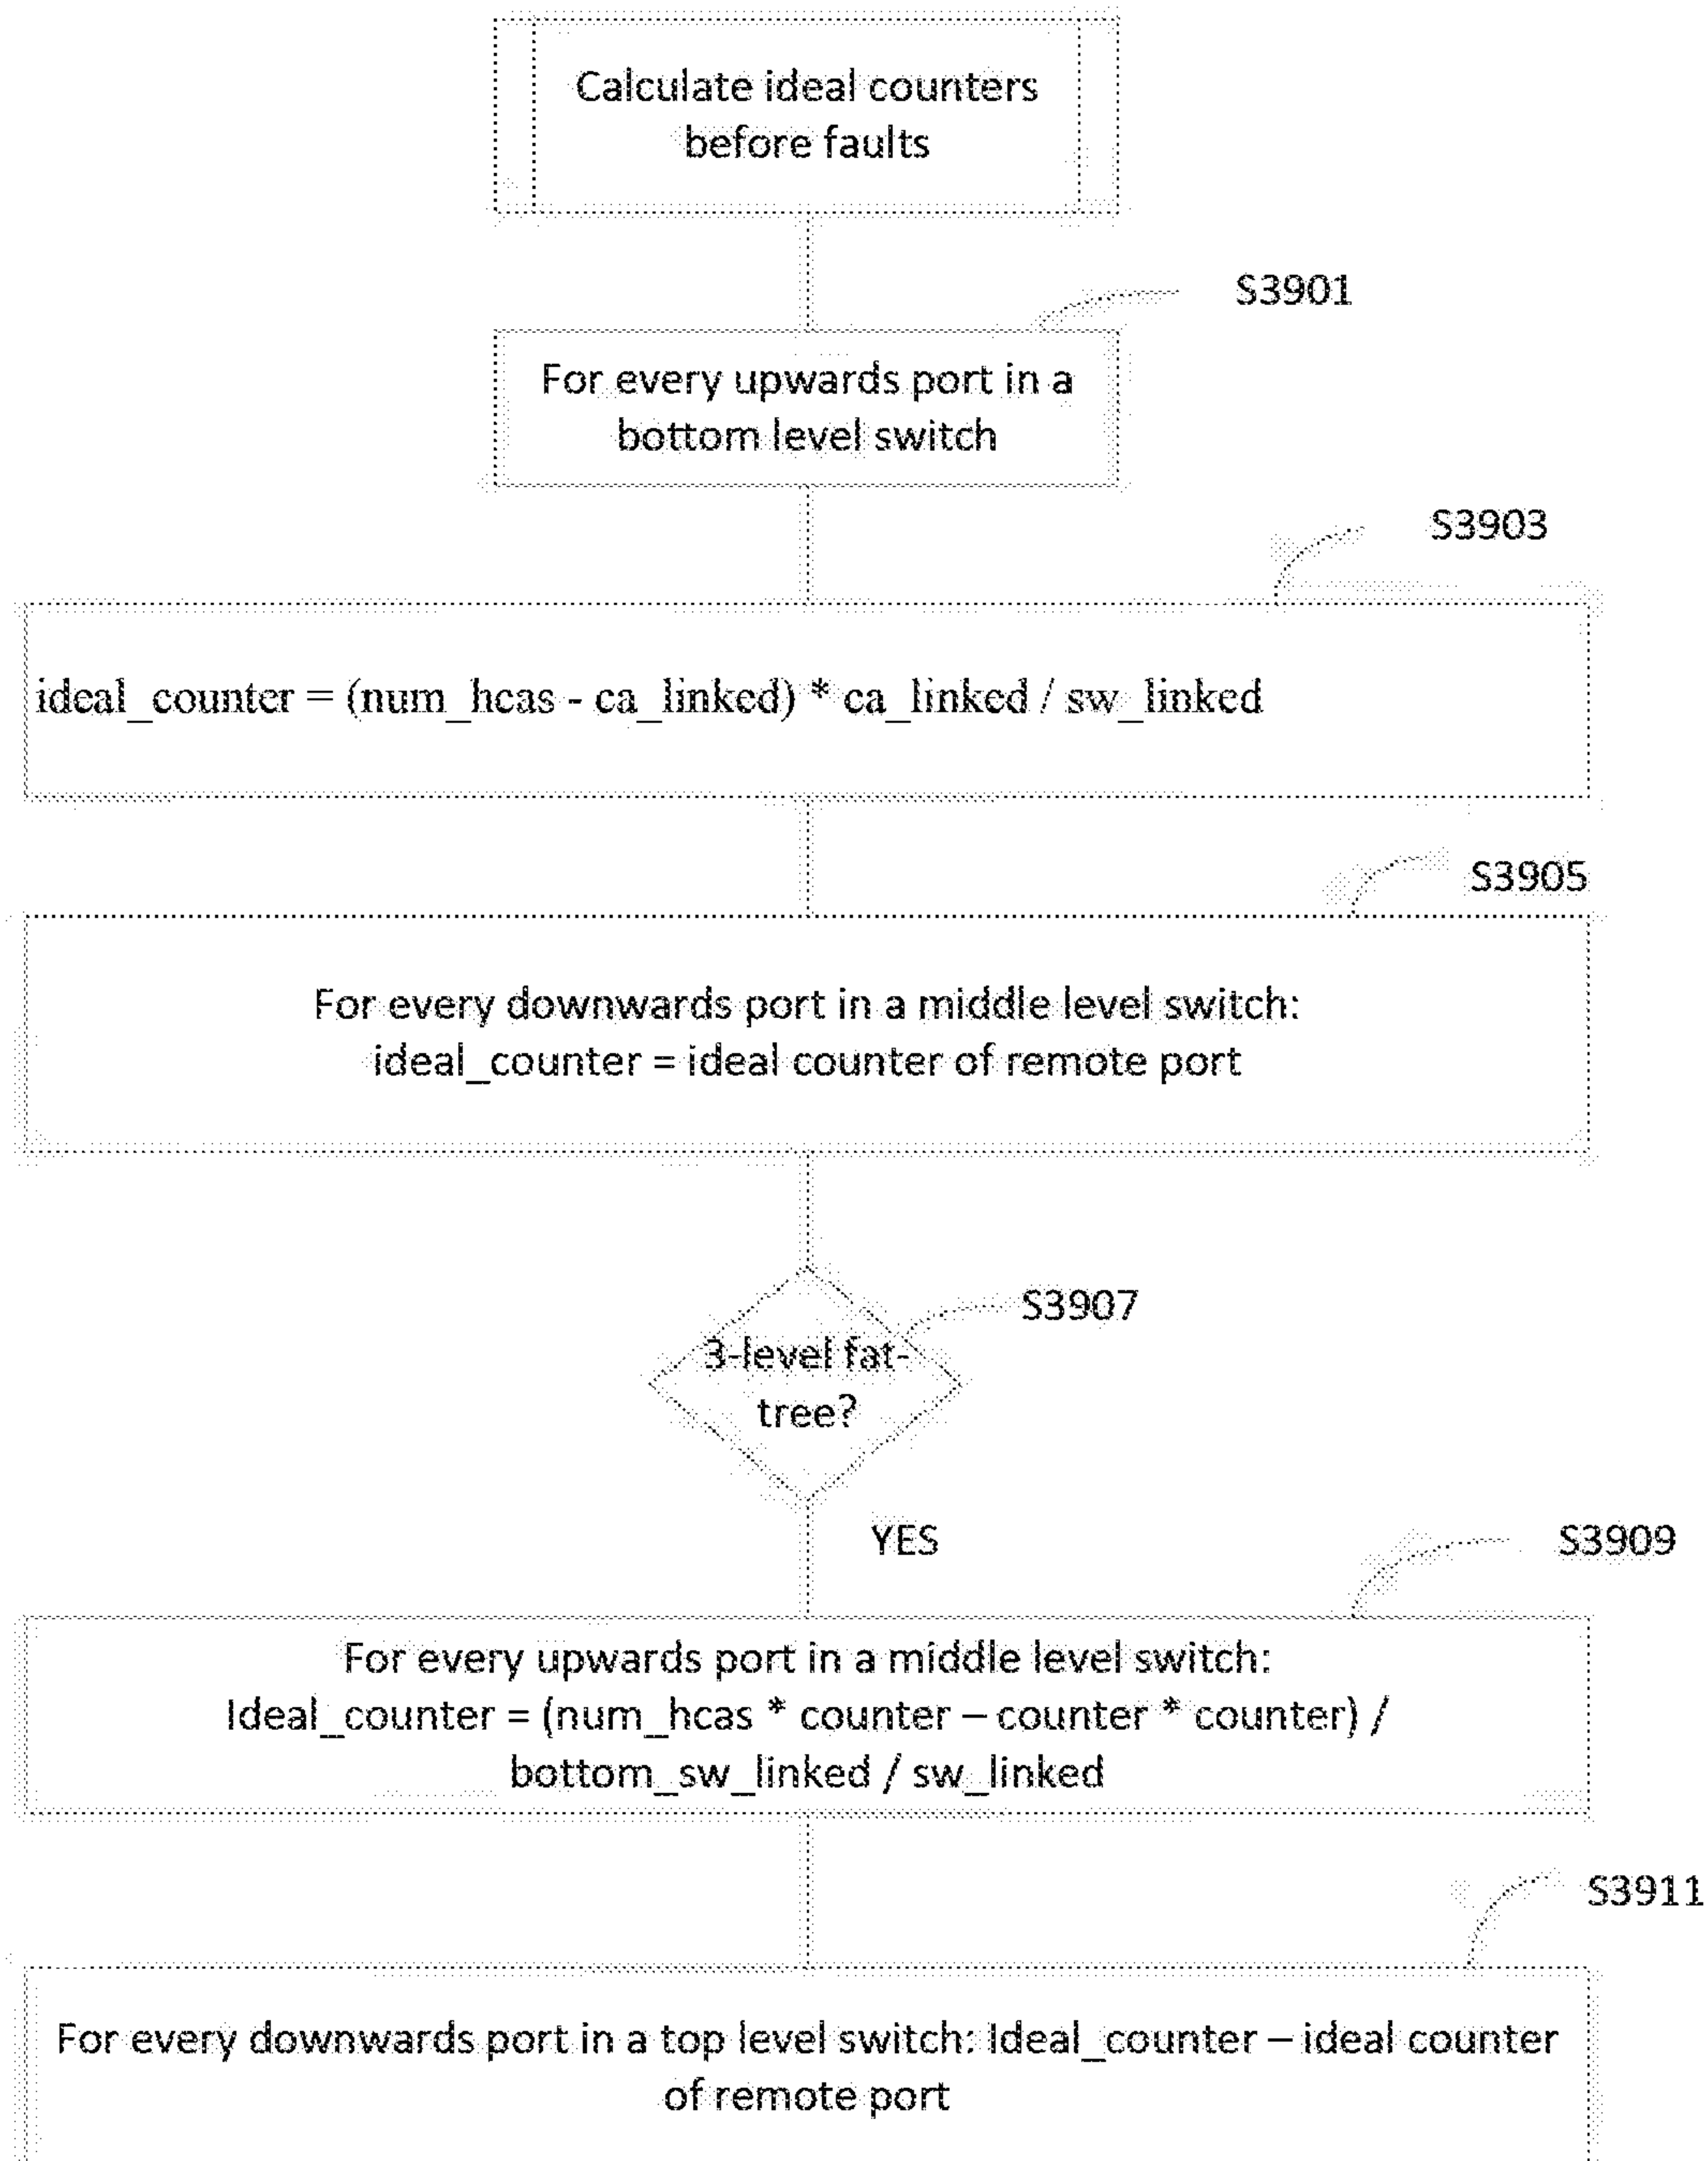 Calculate ideal counters
before faults
S3901
For every upwards port in a
bottom level switch
S3903
ideal_counter = (num_hcas - ca_linked) * ca_linked / sw_linked
S3905
For every downwards port in a middle level switch:
ideal_counter = ideal counter of remote port
S3907
3-level fat-
tree?
YES
S3909
For every upwards port in a middle level switch:
Ideal_counter = (num_hcas * counter – counter * counter) /
bottom_sw_linked / sw_linked
S3911
For every downwards port in a top level switch: Ideal_counter – ideal counter
of remote port